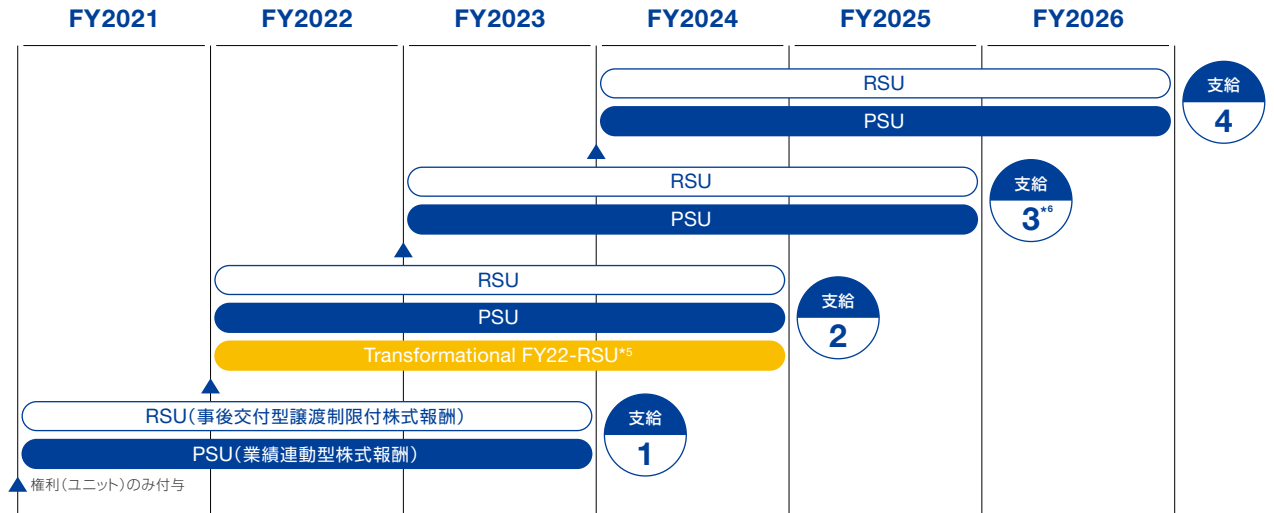 FY2021 FY2022 FY2023 FY2024 FY2025 FY2026
RSU
PSU
支給
4
RSU
PSU
支給
3*6
RSU
PSU
Transformational FY22-RSU*5
支給
2
RSU(事後交付型譲渡制限付株式報酬)
PSU(業績連動型株式報酬)
支給
1
▲権利(ユニット)のみ付与